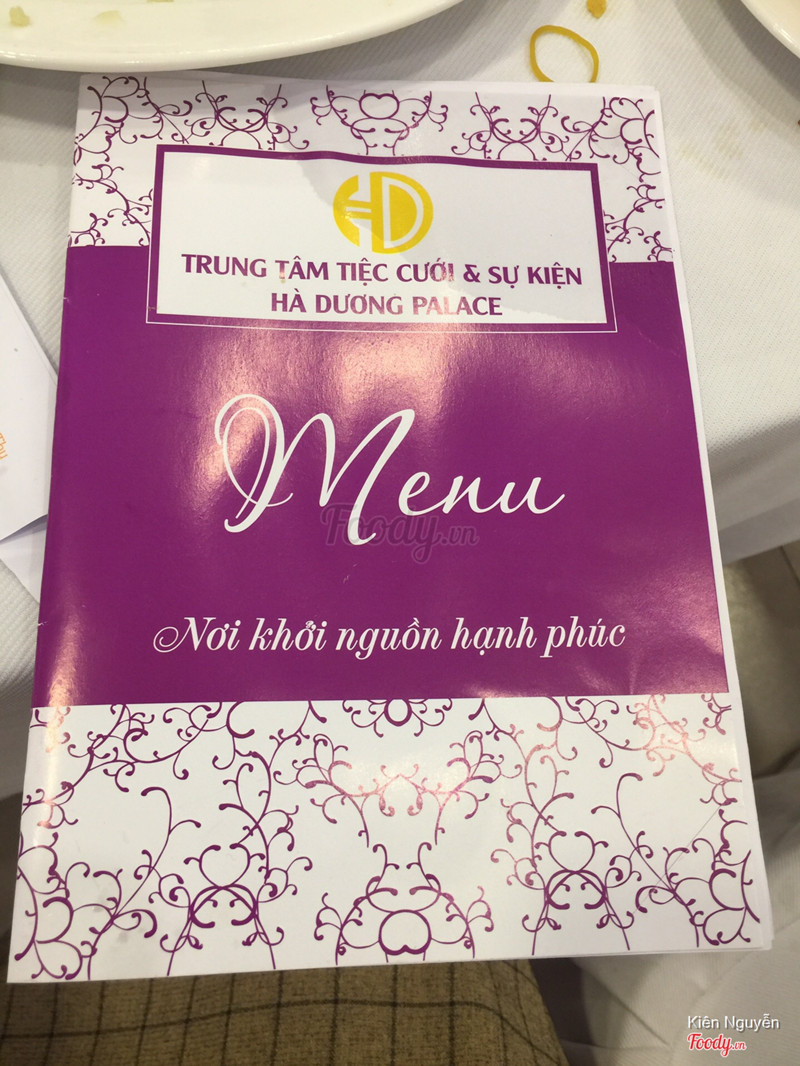 HD
TRUNG TÂM TIỆC CƯỚI & SỰ KIỆN
HÀ DƯƠNG PALACE
Menu
Foody.vn
Nơi khởi nguồn hạnh phúc
Kiên Nguyễn
Foody.vn